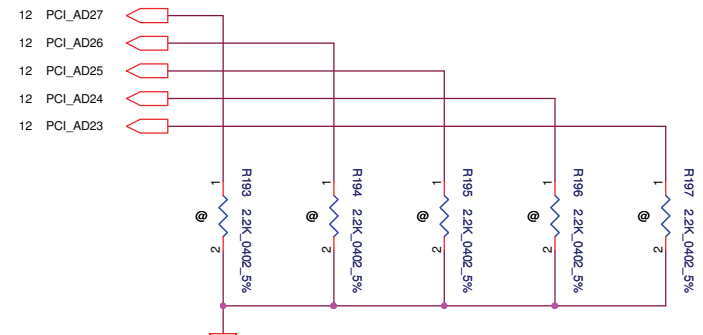 12 PCI_AD27
12 PCI_AD26
12 PCI_AD25
12 PCI_AD24
12 PCI_AD23
1
R193
2.2K_0402_5%
@
2
1
R194
2.2K_0402_5%
@
2
1
R195
2.2K_0402_5%
@
2
1
R196
2.2K_0402_5%
@
2
1
R197
2.2K_0402_5%
@
2